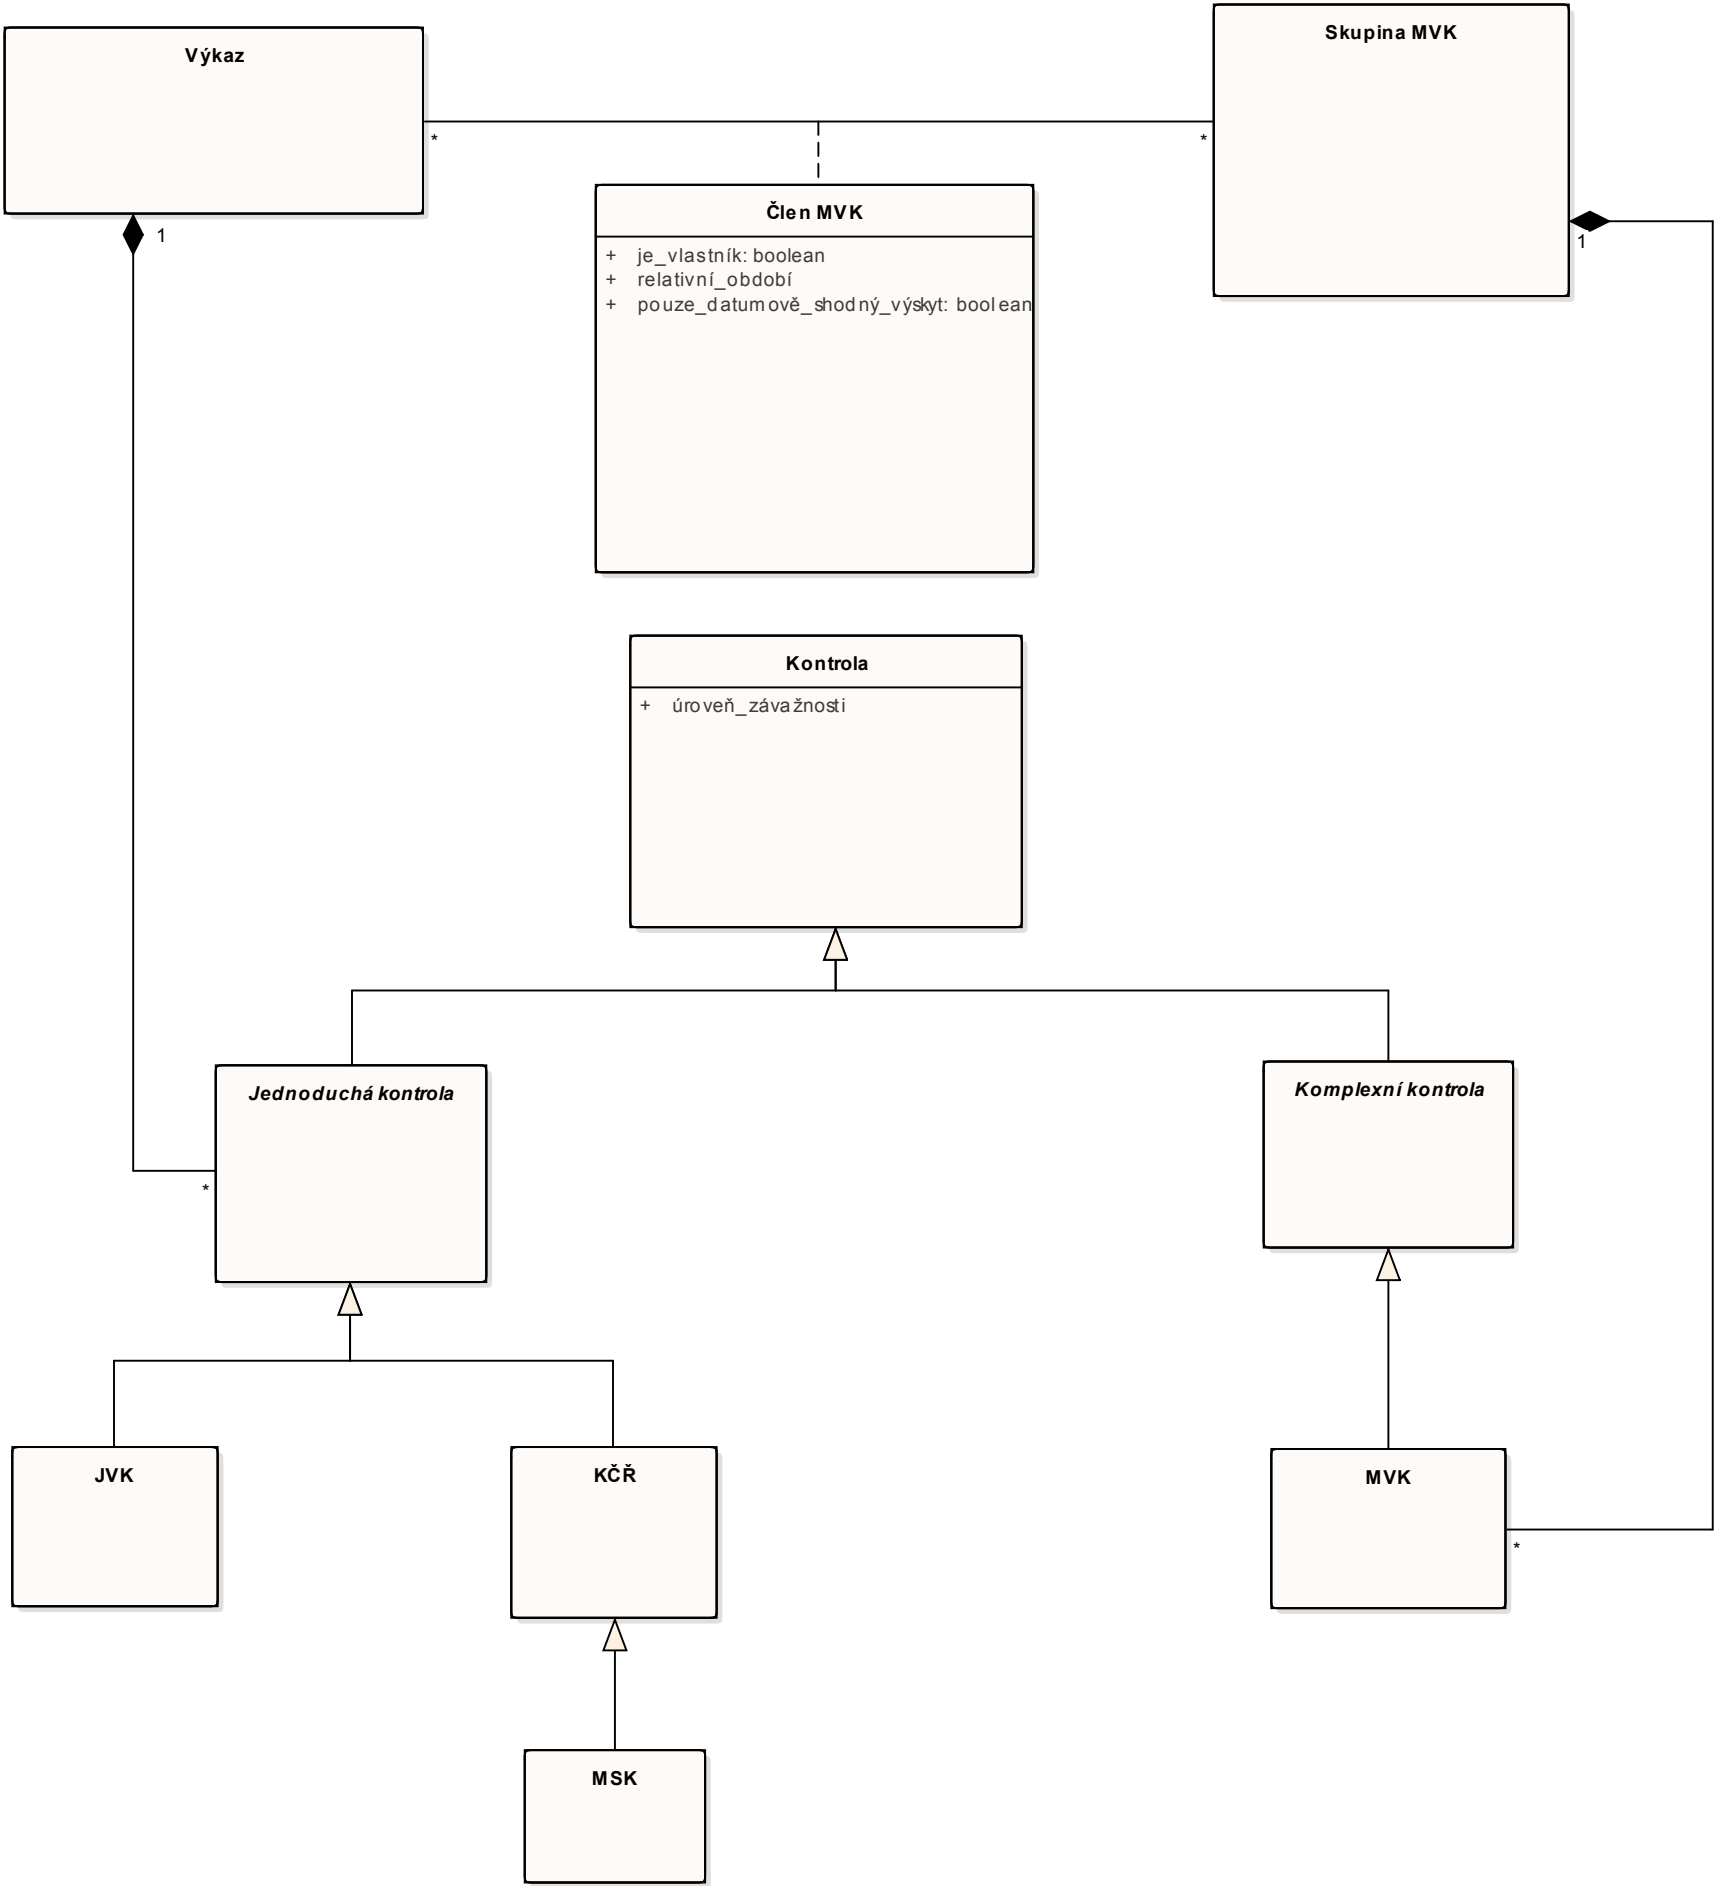 Výkaz
Skupina MVK
*
*
Člen MVK
+ je_vlastník: boolean
+ relativní_období
+ pouze_datumově_shodný_výskyt: boolean
1
1
Kontrola
+ úroveň_závažnosti
Jednoduchá kontrola
Komplexní kontrola
*
JVK
KČŘ
MVK
*
MSK